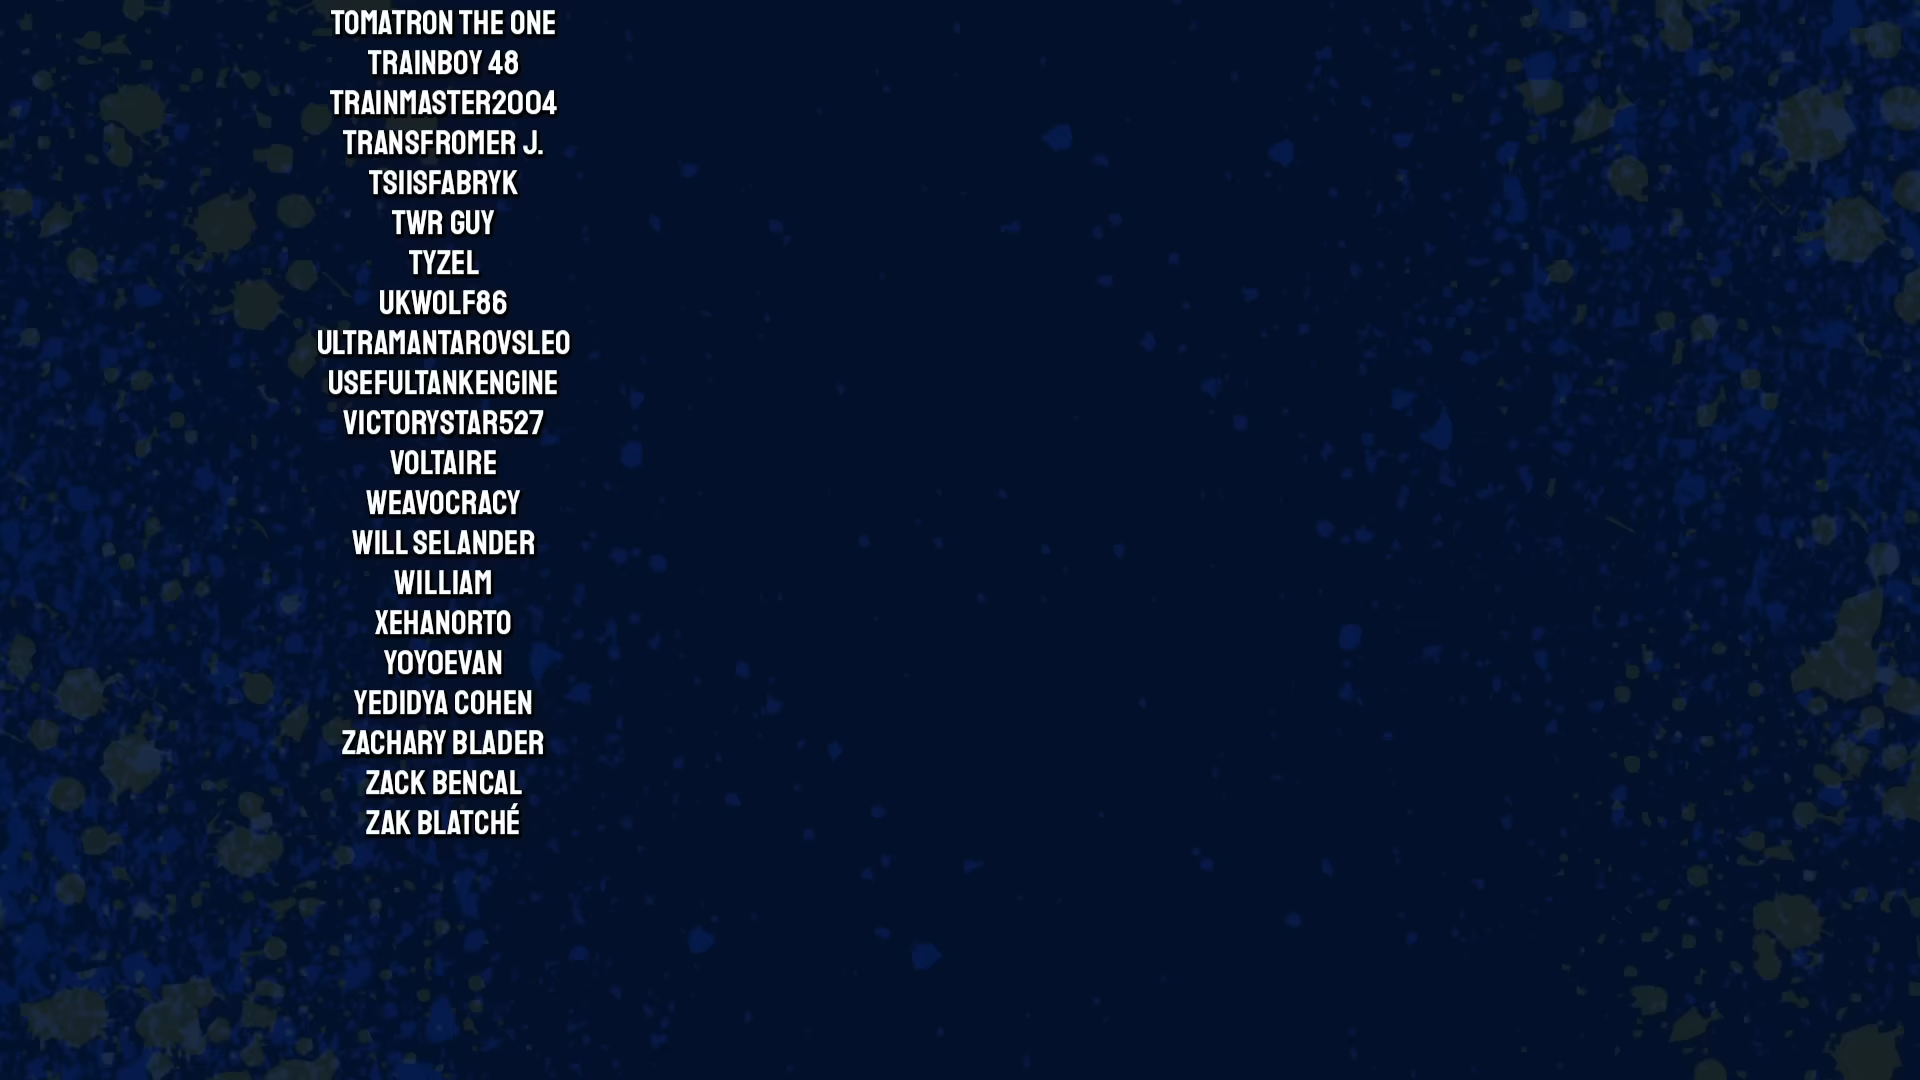 TOMATRON THE ONE
TRAINBOY 48
TRAINMASTER2004
TRANSFROMER J.
TSIISFABRYK
TWR GUY
TYZEL
UKWOLF86
ULTRAMANTAROVSLEO
USEFULTANKENGINE
VICTORYSTAR527
VOLTAIRE
WEAVOCRACY
WILL SELANDER
WILLIAM
XEHANORTO
YOYOEVAN
YEDIDYA COHEN
ZACHARY BLADER
ZACK BENCAL
ZAK BLATCHÉ